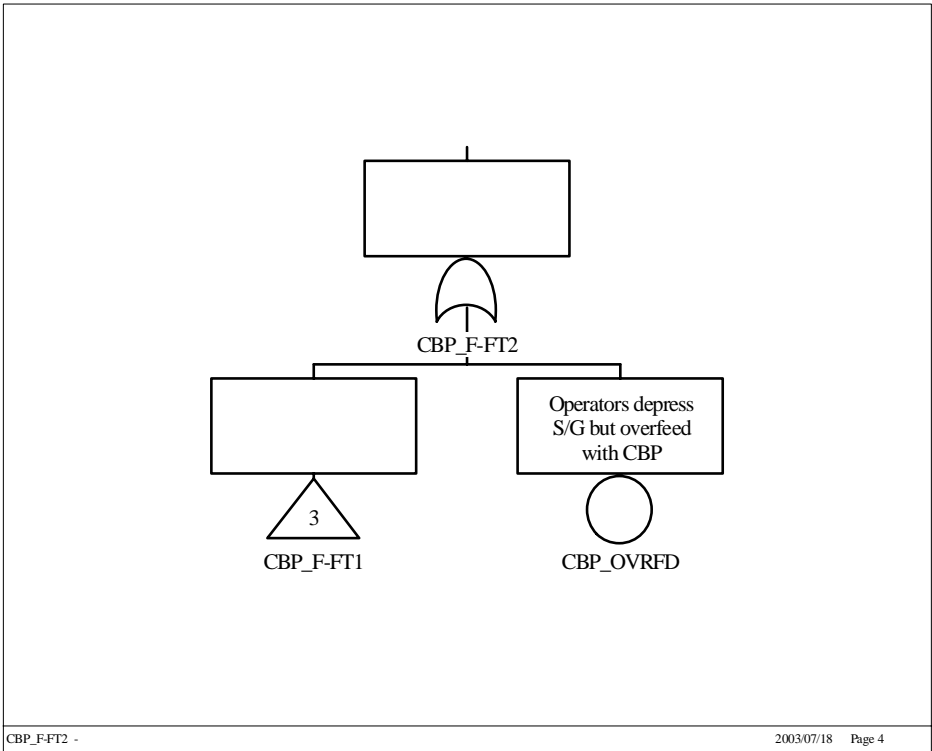 CBP_F-FT2
Operators depress
S/G but overfeed
with CBP
3
CBP_F-FT1
CBP_OVRFD
CBP_F-FT2 -
2003/07/18 Page 4